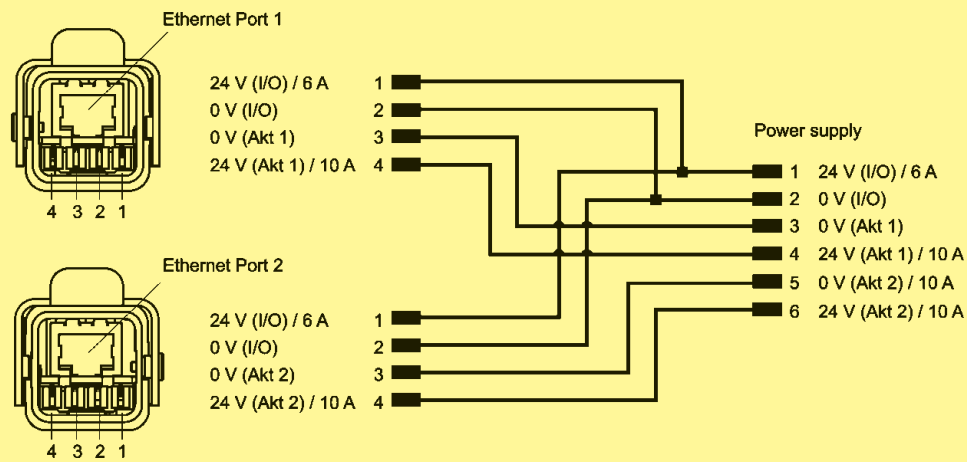 Ethernet Port 1
24 V (I/O) / 6 A 1
0 V (I/O) 2
0 V (Akt 1) 3
24 V (Akt 1) / 10 A 4
4 3 2 1
Power supply
1 24 V (I/O) / 6 A
2 0 V (I/O)
3 0 V (Akt 1)
4 24 V (Akt 1) / 10 A
5 0 V (Akt 2) / 10 A
6 24 V (Akt 2) / 10 A
Ethernet Port 2
24 V (I/O) / 6 A 1
0 V (I/O) 2
0 V (Akt 2) 3
24 V (Akt 2) / 10 A 4
4 3 2 1